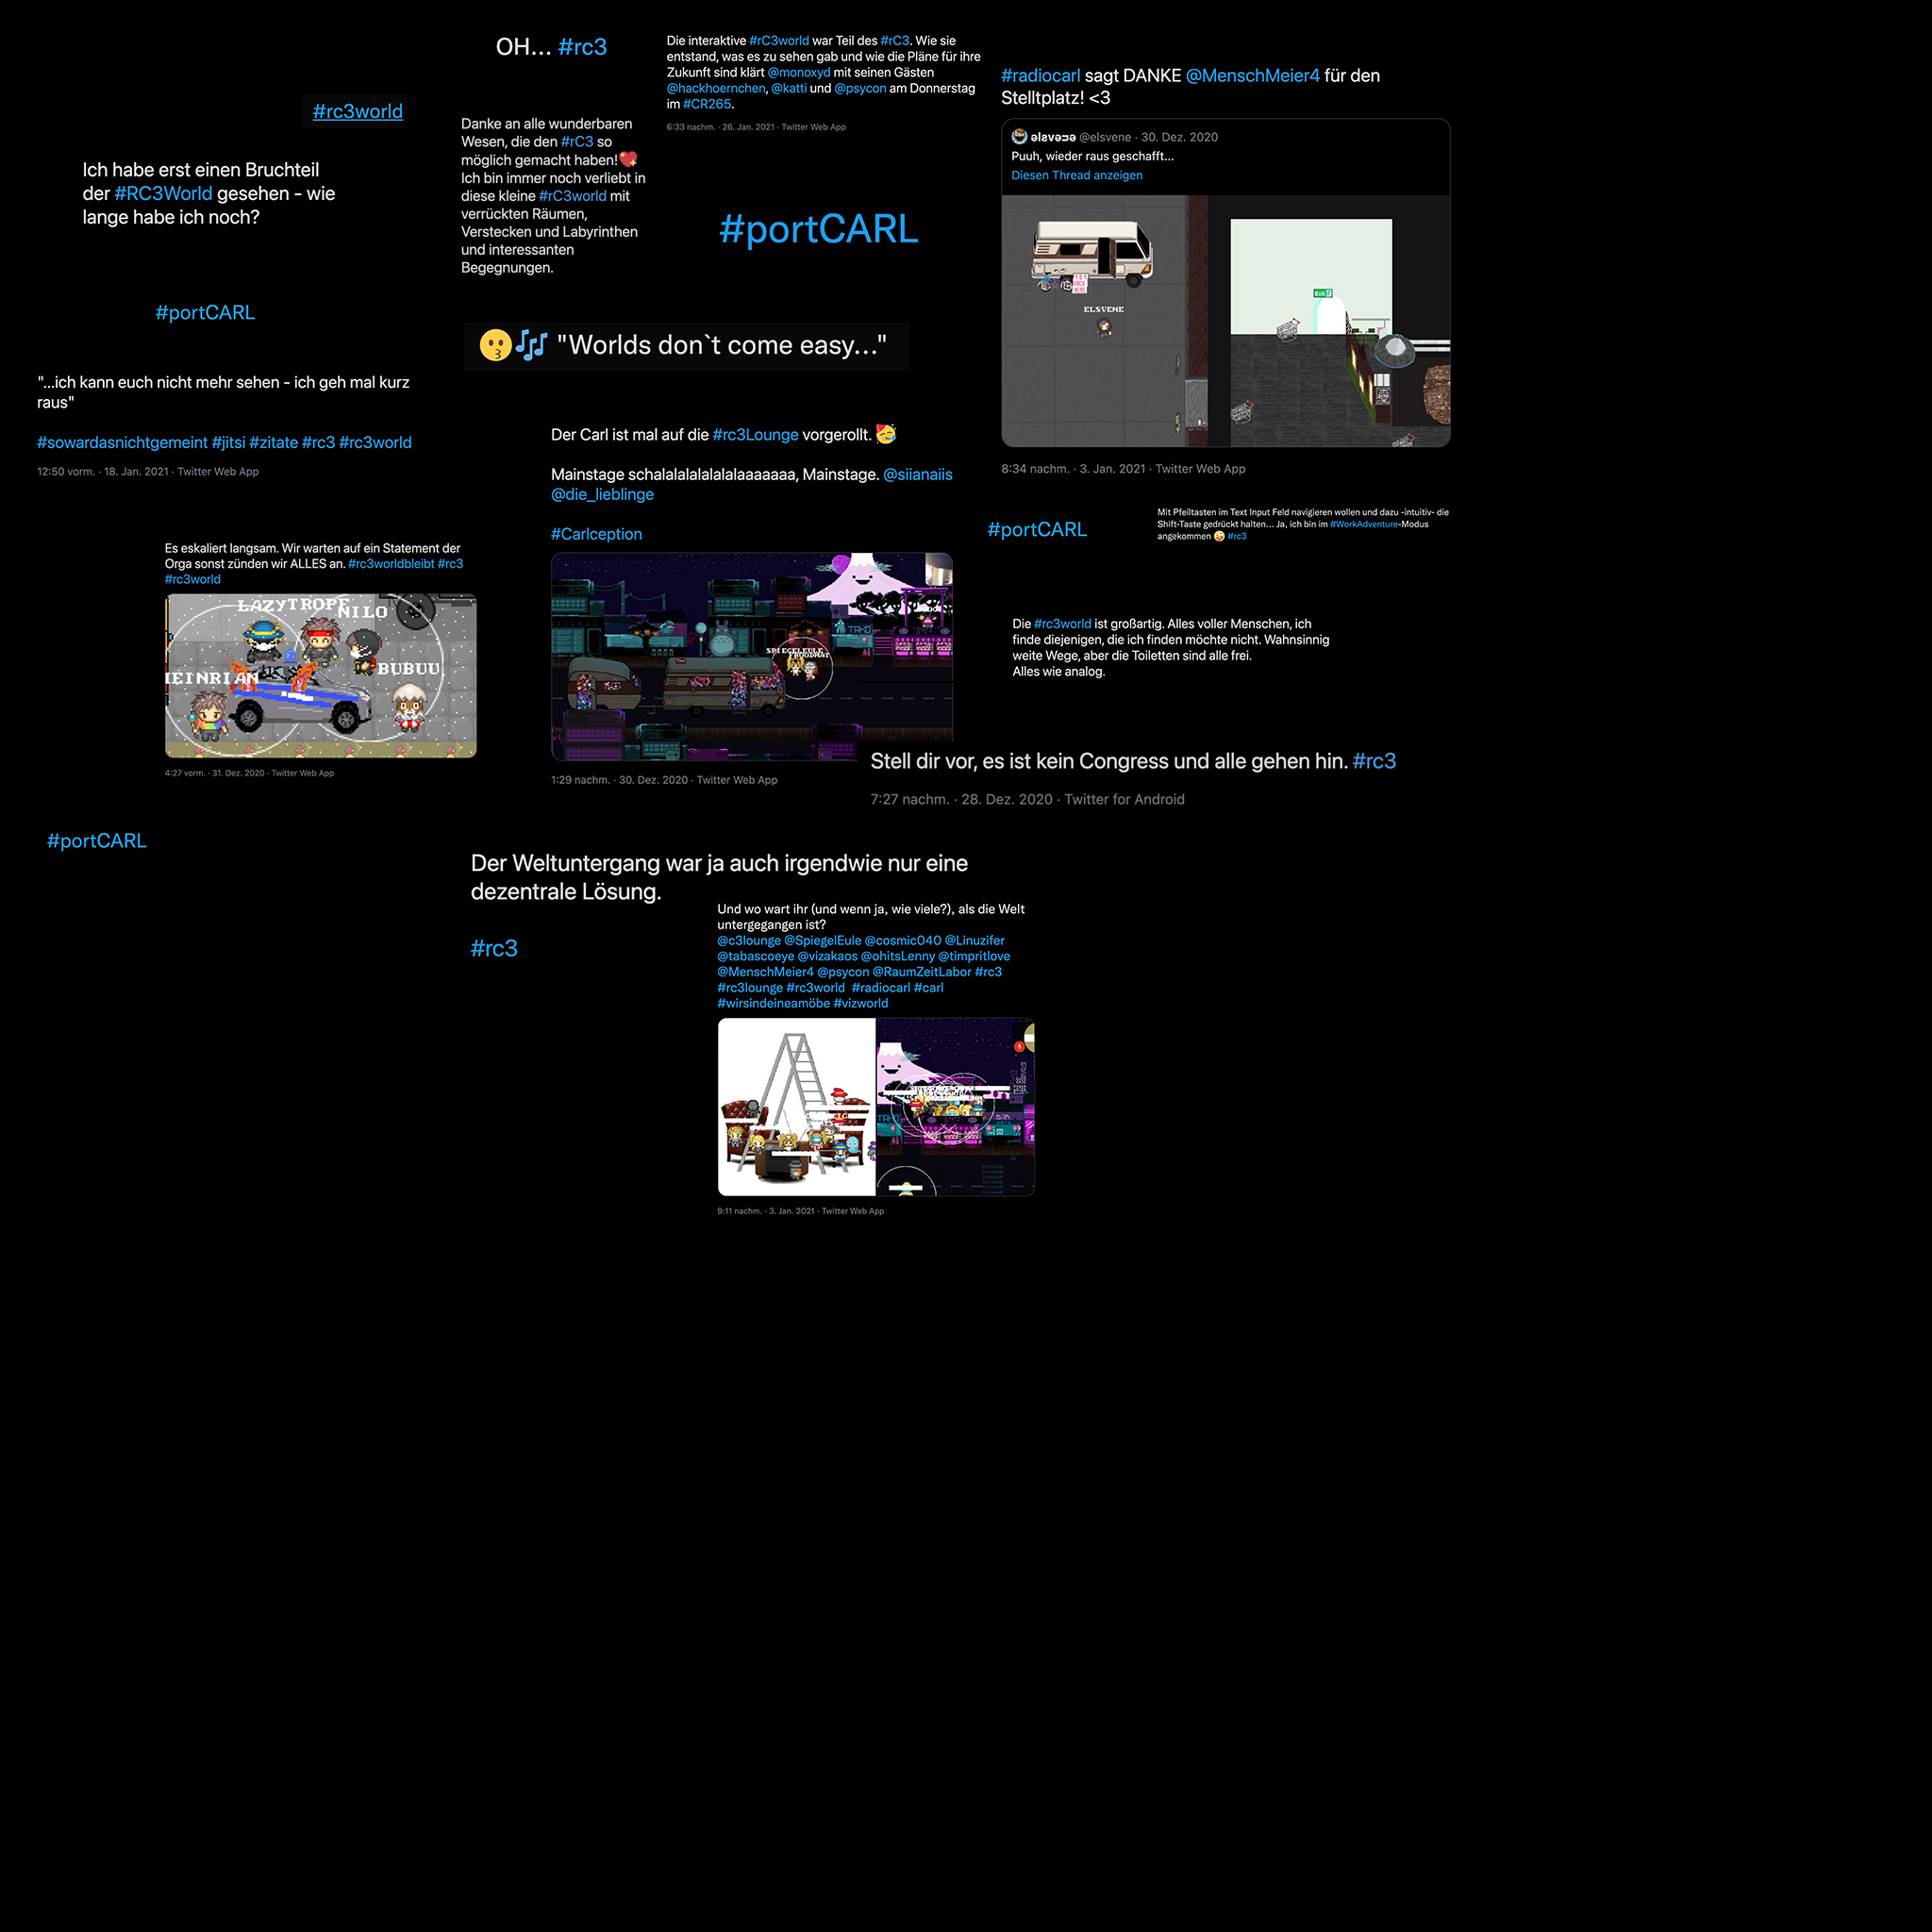 OH... #rc3
#rc3world
Ich habe erst einen Bruchteil
der #RC3World gesehen - wie
lange habe ich noch?
Danke an alle wunderbaren
Wesen, die den #rC3 so
möglich gemacht haben!💖
Ich bin immer noch verliebt in
diese kleine #rC3world mit
verrückten Räumen,
Verstecken und Labyrinthen
und interessanten
Begegnungen.
Die interaktive #rC3world war Teil des #rC3. Wie sie
entstand, was es zu sehen gab und wie die Pläne für ihre
Zukunft sind klärt @monoxyd mit seinen Gästen
@hackhoernchen, @katti und @psycon am Donnerstag
im #CR265.
6:33 nachm. · 26. Jan. 2021 · Twitter Web App
#portCARL
#radiocarl sagt DANKE @MenschMeier4 für den
Stelltplatz! <3
ǝlsvǝuǝ @elsvene · 30. Dez. 2020
Puuh, wieder raus geschafft...
Diesen Thread anzeigen
ELSVENE
8:34 nachm. · 3. Jan. 2021 · Twitter Web App
#portCARL
😗🎶 "Worlds don`t come easy..."
"...ich kann euch nicht mehr sehen - ich geh mal kurz
raus"
#sowardasnichtgemeint #jitsi #zitate #rc3 #rc3world
12:50 vorm. · 18. Jan. 2021 · Twitter Web App
Der Carl ist mal auf die #rc3Lounge vorgerollt. 🥳
Mainstage schalalalalalalalaaaaaaa, Mainstage. @siianaiis
@die_lieblinge
#Carlception
TAKO
SPIEGELEULE
1:29 nachm. · 30. Dez. 2020 · Twitter Web App
#portCARL
Mit Pfeiltasten im Text Input Feld navigieren wollen und dazu -intuitiv- die
Shift-Taste gedrückt halten... Ja, ich bin im #WorkAdventure-Modus
angekommen 🤪 #rc3
Es eskaliert langsam. Wir warten auf ein Statement der
Orga sonst zünden wir ALLES an. #rc3worldbleibt #rc3
#rc3world
LAZYTROPE
NILO
BUBUU
HEINRIAN
4:27 vorm. · 31. Dez. 2020 · Twitter Web App
Die #rc3world ist großartig. Alles voller Menschen, ich
finde diejenigen, die ich finden möchte nicht. Wahnsinnig
weite Wege, aber die Toiletten sind alle frei.
Alles wie analog.
Stell dir vor, es ist kein Congress und alle gehen hin. #rc3
7:27 nachm. · 28. Dez. 2020 · Twitter for Android
#portCARL
Der Weltuntergang war ja auch irgendwie nur eine
dezentrale Lösung.
#rc3
Und wo wart ihr (und wenn ja, wie viele?), als die Welt
untergegangen ist?
@c3lounge @SpiegelEule @cosmic040 @Linuzifer
@tabascoeye @vizakaos @ohitsLenny @timpritlove
@MenschMeier4 @psycon @RaumZeitLabor #rc3
#rc3lounge #rc3world #radiocarl #carl
#wirsindeineamöbe #vizworld
TAKO
9:11 nachm. · 3. Jan. 2021 · Twitter Web App